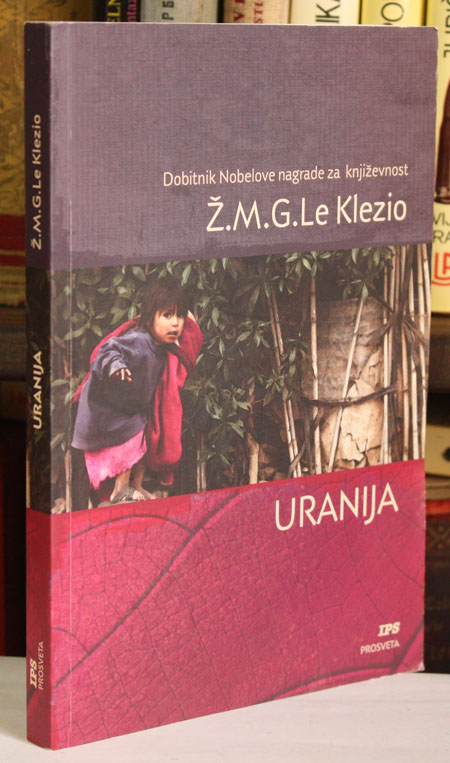 Dobitnik Nobelove nagrade za književnost
Ž.M.G.Le Klezio
URANIJA
IPS
PROSVETA
Ž.M.G.Le Klezio
URANIJA
IPS
PROSVETA